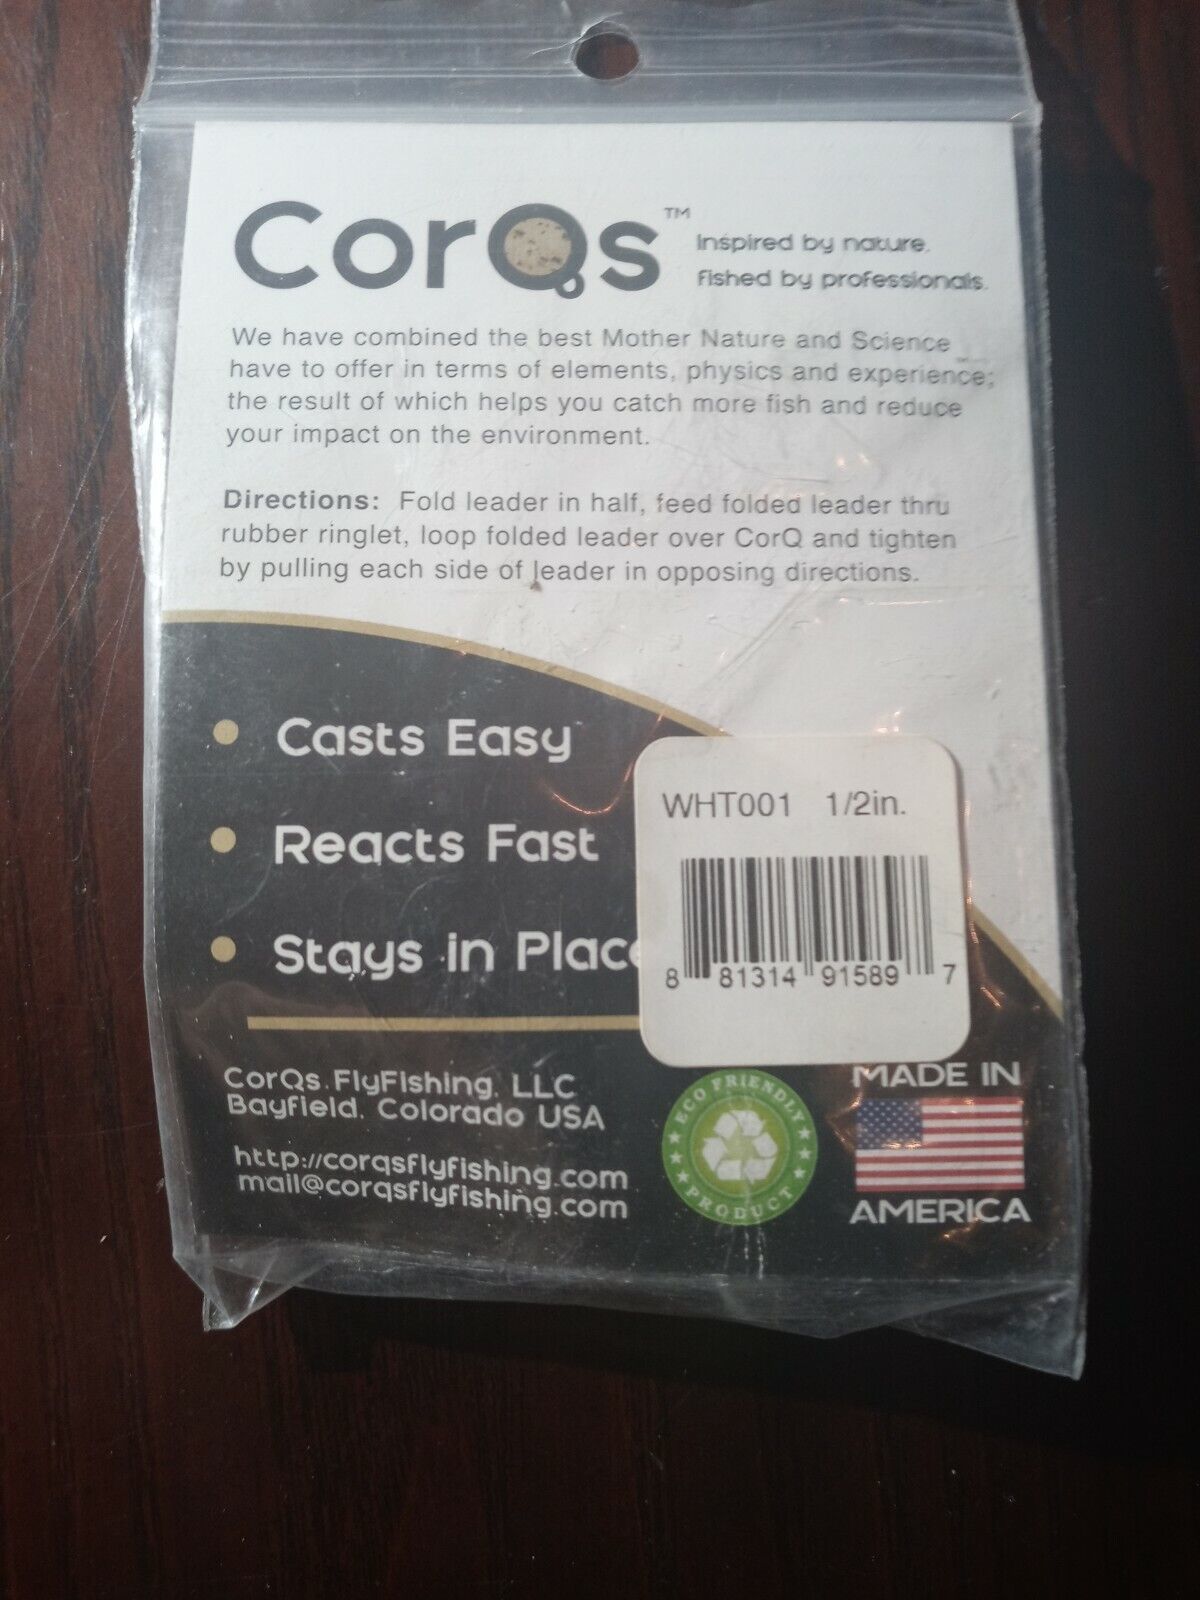 CorQs™
Inspired by nature.
Fished by professionals.
We have combined the best Mother Nature and Science
have to offer in terms of elements, physics and experience;
the result of which helps you catch more fish and reduce
your impact on the environment.
Directions: Fold leader in half, feed folded leader thru
rubber ringlet, loop folded leader over CorQ and tighten
by pulling each side of leader in opposing directions.
Casts Easy
Reacts Fast
Stays in Place
WHT001 1/2in.
8 81314 91589 7
CorQs FlyFishing, LLC
Bayfield, Colorado USA
http://corqsflyfishing.com
mail@corqsflyfishing.com
ECO FRIENDLY
PRODUCT
MADE IN
AMERICA